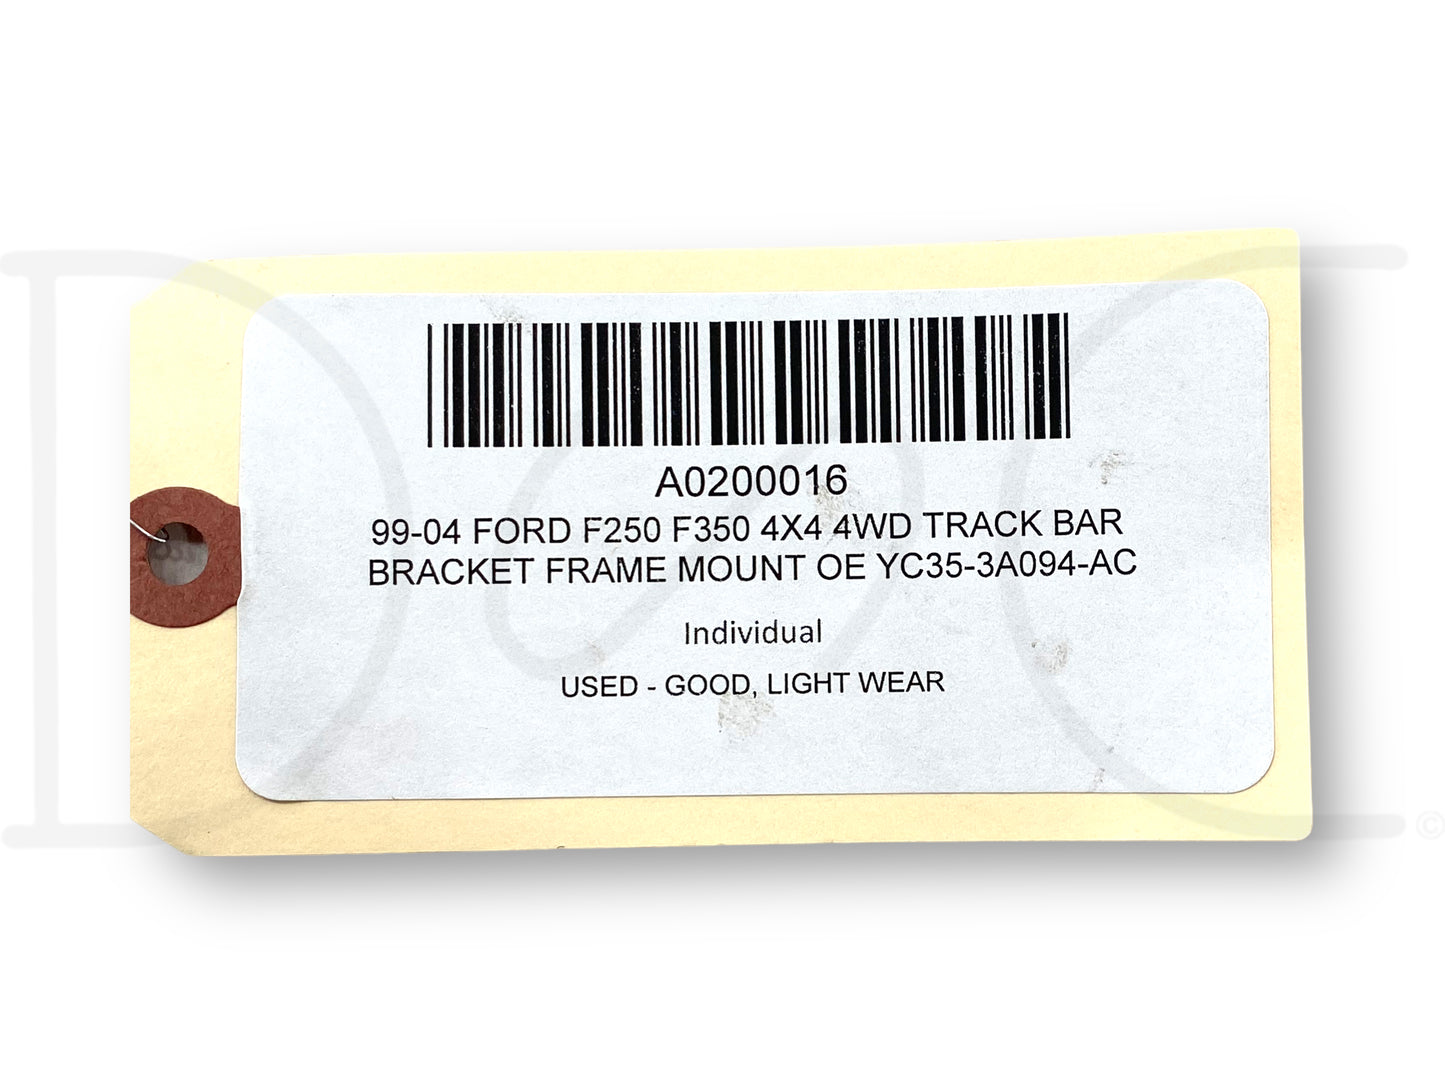 A0200016
99-04 FORD F250 F350 4X4 4WD TRACK BAR
BRACKET FRAME MOUNT OE YC35-3A094-AC
Individual
USED - GOOD, LIGHT WEAR
D C
©